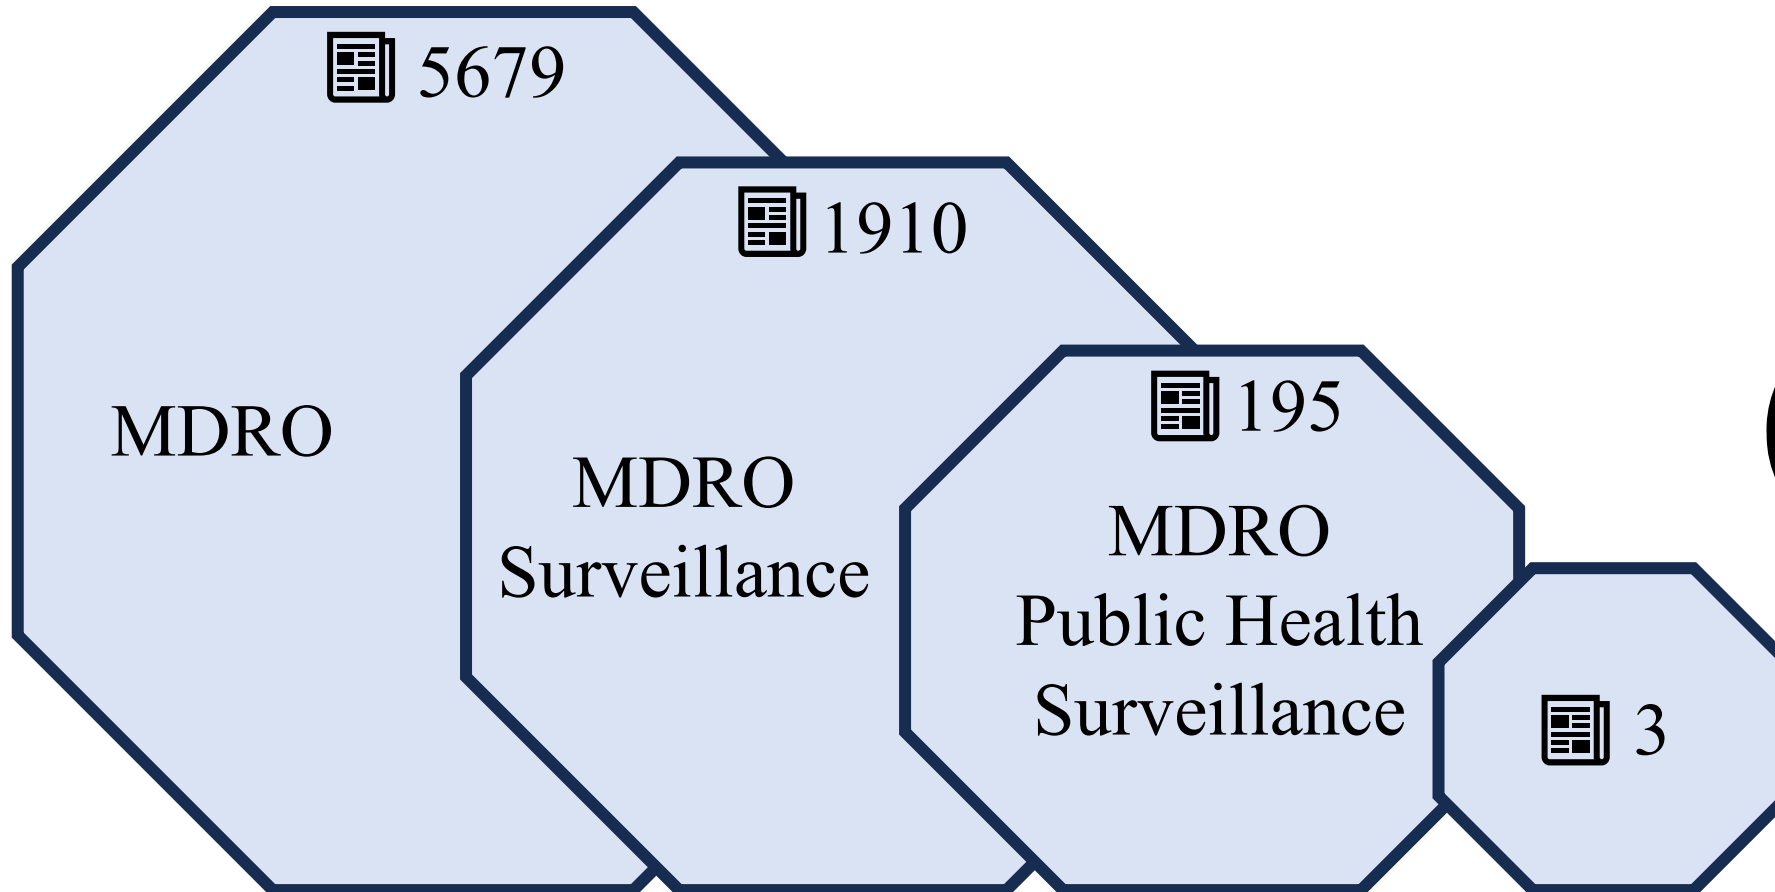 5679
MDRO
1910
MDRO
Surveillance
195
MDRO
Public Health
Surveillance
3